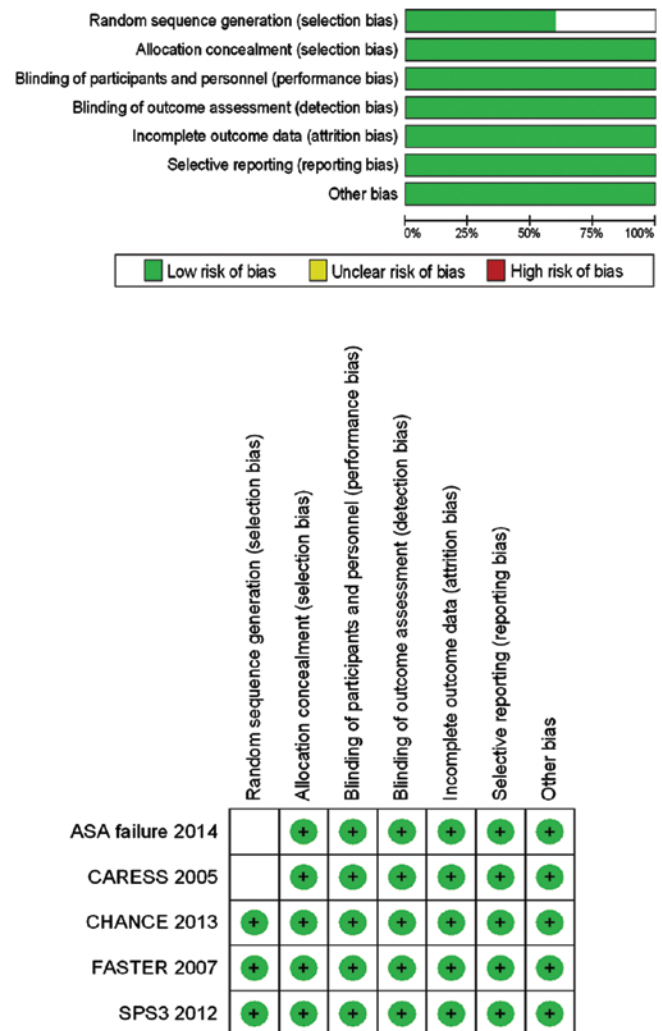 Random sequence generation (selection bias)
Allocation concealment (selection bias)
Blinding of participants and personnel (performance bias)
Blinding of outcome assessment (detection bias)
Incomplete outcome data (attrition bias)
Selective reporting (reporting bias)
Other bias
0% 25% 50% 75% 100%
Low risk of bias Unclear risk of bias High risk of bias
Random sequence generation (selection bias)
Allocation concealment (selection bias)
Blinding of participants and personnel (performance bias)
Blinding of outcome assessment (detection bias)
Incomplete outcome data (attrition bias)
Selective reporting (reporting bias)
Other bias
ASA failure 2014 + + + + + +
CARESS 2005 + + + + + +
CHANCE 2013 + + + + + + +
FASTER 2007 + + + + + + +
SPS3 2012 + + + + + + +